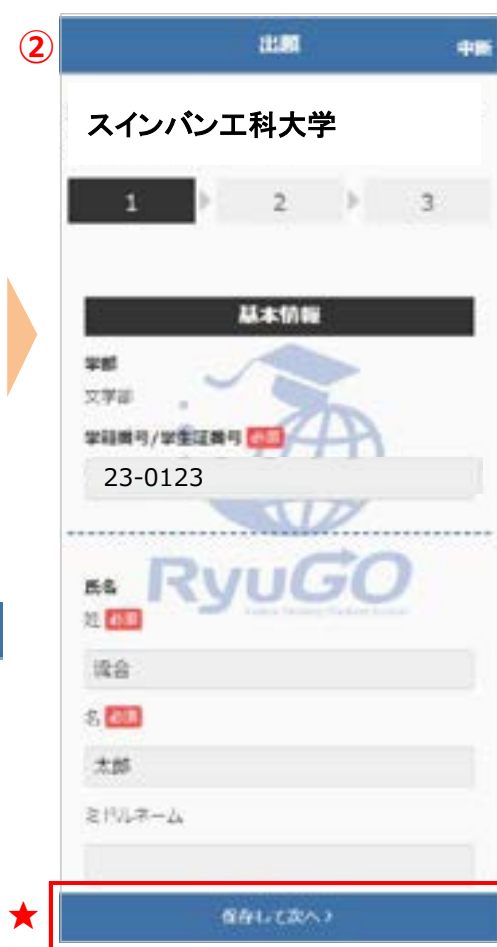 ②
出願 中断
スインバン工科大学
1 2 3
基本情報
学部
文学部
学籍番号/学生証番号 必須
23-0123
RyuGO
氏名
姓 必須
流合
名 必須
太郎
ミドルネーム
★
保存して次へ >